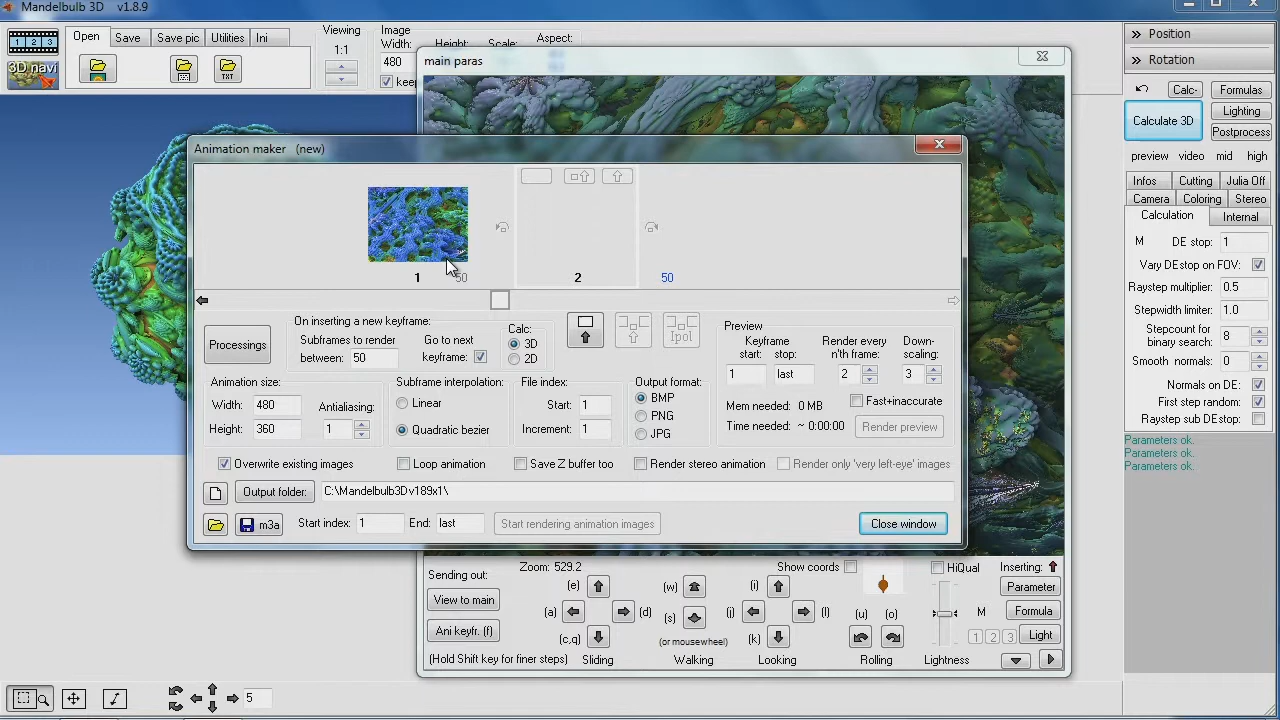 Mandelbulb 3D    v1.8.9
1 2 3
3D navi
Open  Save  Save pic  Utilities  Ini
TXT
Viewing
1:1
Image
Width:  Height:  Scale:  Aspect:
480
keep
main paras
Position
Rotation
Calc-  Formulas
Calculate 3D  Lighting
Postprocess
preview  video  mid  high
Infos  Cutting  Julia Off
Camera  Coloring  Stereo
Calculation  Internal
M  DE stop:  1
Vary DEstop on FOV:
Raystep multiplier:  0.5
Stepwidth limiter:  1.0
Stepcount for
binary search:  8
Smooth normals:  0
Normals on DE:
First step random:
Raystep sub DEstop:
Parameters ok.
Parameters ok.
Parameters ok.
Animation maker   (new)
1  50  2  50
Processings
On inserting a new keyframe:
Subframes to render
between:  50
Go to next
keyframe:
Calc:
3D
2D
Ipol
Preview
Keyframe
start:  stop:
1  last
Render every
n'th frame:
2
Down-
scaling:
3
Mem needed:  0 MB
Fast+inaccurate
Time needed:  ~ 0:00:00
Render preview
Animation size:
Width:  480
Height:  360
Antialiasing:
1
Subframe interpolation:
Linear
Quadratic bezier
File index:
Start:  1
Increment:  1
Output format:
BMP
PNG
JPG
Overwrite existing images  Loop animation  Save Z buffer too  Render stereo animation  Render only 'very left-eye' images
Output folder:  C:\Mandelbulb3Dv189x1\
m3a  Start index:  1  End:  last  Start rendering animation images  Close window
Sending out:
View to main
Ani keyfr. (f)
(Hold Shift key for finer steps)
Zoom: 529.2
(e)
(a)  (d)
(c,q)
Sliding
(w)
(s)
(or mousewheel)
Walking
(i)
(j)  (l)
(k)
Looking
Show coords
(u)  (o)
Rolling
HiQual
M
Lightness
Inserting:
Parameter
Formula
1 2 3  Light
5